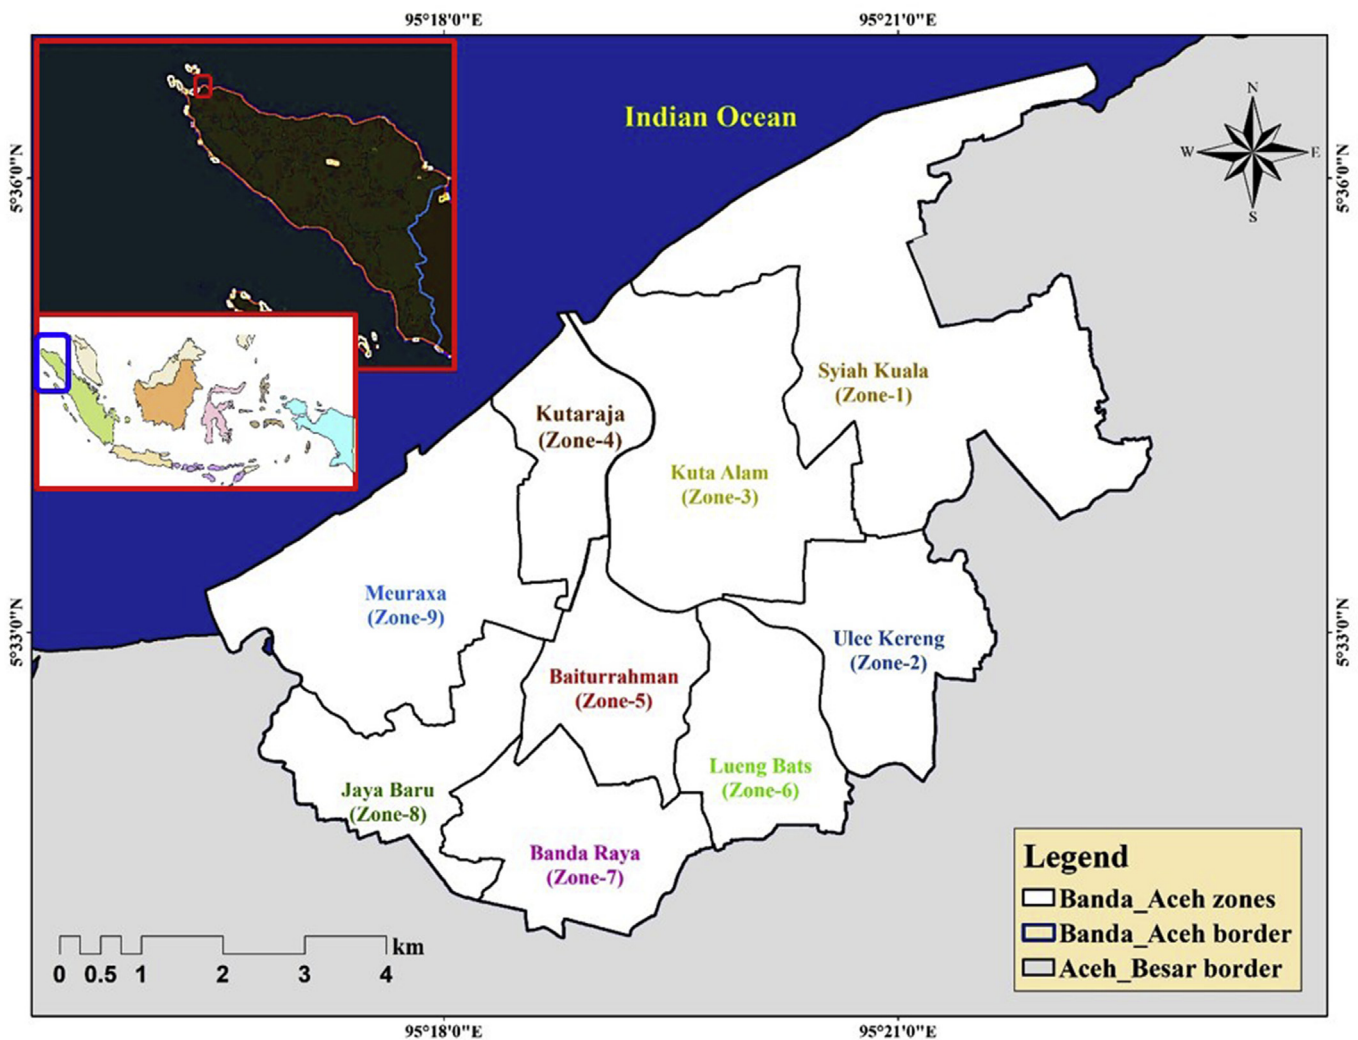 95°18'0"E
95°21'0"E
5°36'0"N
5°36'0"N
Indian Ocean
N
W
E
S
Syiah Kuala
(Zone-1)
Kutaraja
(Zone-4)
Kuta Alam
(Zone-3)
Meuraxa
(Zone-9)
5°33'0"N
5°33'0"N
Ulee Kereng
(Zone-2)
Baiturrahman
(Zone-5)
Lueng Bats
(Zone-6)
Jaya Baru
(Zone-8)
Banda Raya
(Zone-7)
Legend
Banda_Aceh zones
Banda_Aceh border
Aceh_Besar border
km
0 0.5 1 2 3 4
95°18'0"E
95°21'0"E